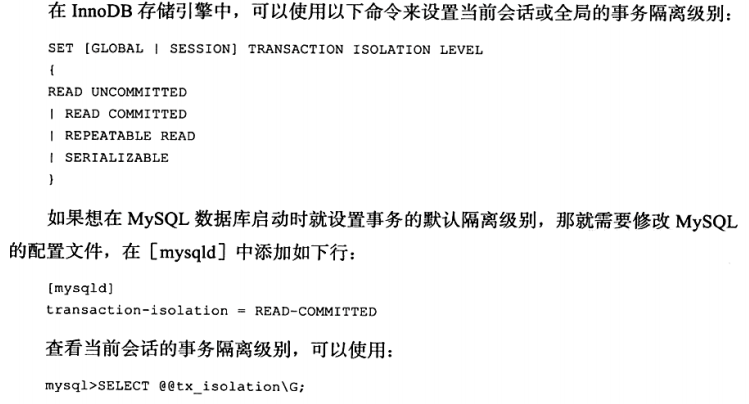 在 InnoDB 存储引擎中，可以使用以下命令来设置当前会话或全局的事务隔离级别：
SET [GLOBAL | SESSION] TRANSACTION ISOLATION LEVEL
{
READ UNCOMMITTED
| READ COMMITTED
| REPEATABLE READ
| SERIALIZABLE
}
如果想在 MySQL 数据库启动时就设置事务的默认隔离级别，那就需要修改 MySQL
的配置文件，在［mysqld］中添加如下行：
[mysqld]
transaction-isolation = READ-COMMITTED
查看当前会话的事务隔离级别，可以使用：
mysql>SELECT @@tx_isolation\G;